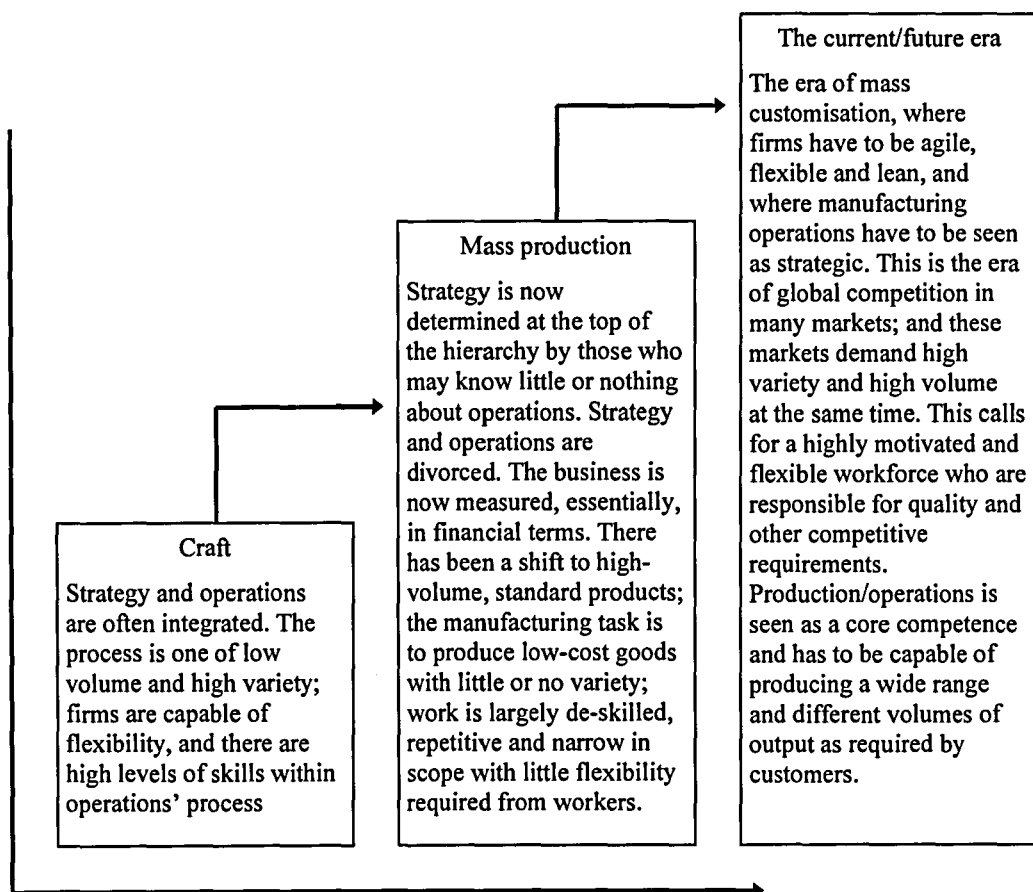 Craft
Strategy and operations
are often integrated. The
process is one of low
volume and high variety;
firms are capable of
flexibility, and there are
high levels of skills within
operations' process
Mass production
Strategy is now
determined at the top of
the hierarchy by those who
may know little or nothing
about operations. Strategy
and operations are
divorced. The business is
now measured, essentially,
in financial terms. There
has been a shift to high-
volume, standard products;
the manufacturing task is
to produce low-cost goods
with little or no variety;
work is largely de-skilled,
repetitive and narrow in
scope with little flexibility
required from workers.
The current/future era
The era of mass
customisation, where
firms have to be agile,
flexible and lean, and
where manufacturing
operations have to be seen
as strategic. This is the era
of global competition in
many markets; and these
markets demand high
variety and high volume
at the same time. This calls
for a highly motivated and
flexible workforce who are
responsible for quality and
other competitive
requirements.
Production/operations is
seen as a core competence
and has to be capable of
producing a wide range
and different volumes of
output as required by
customers.